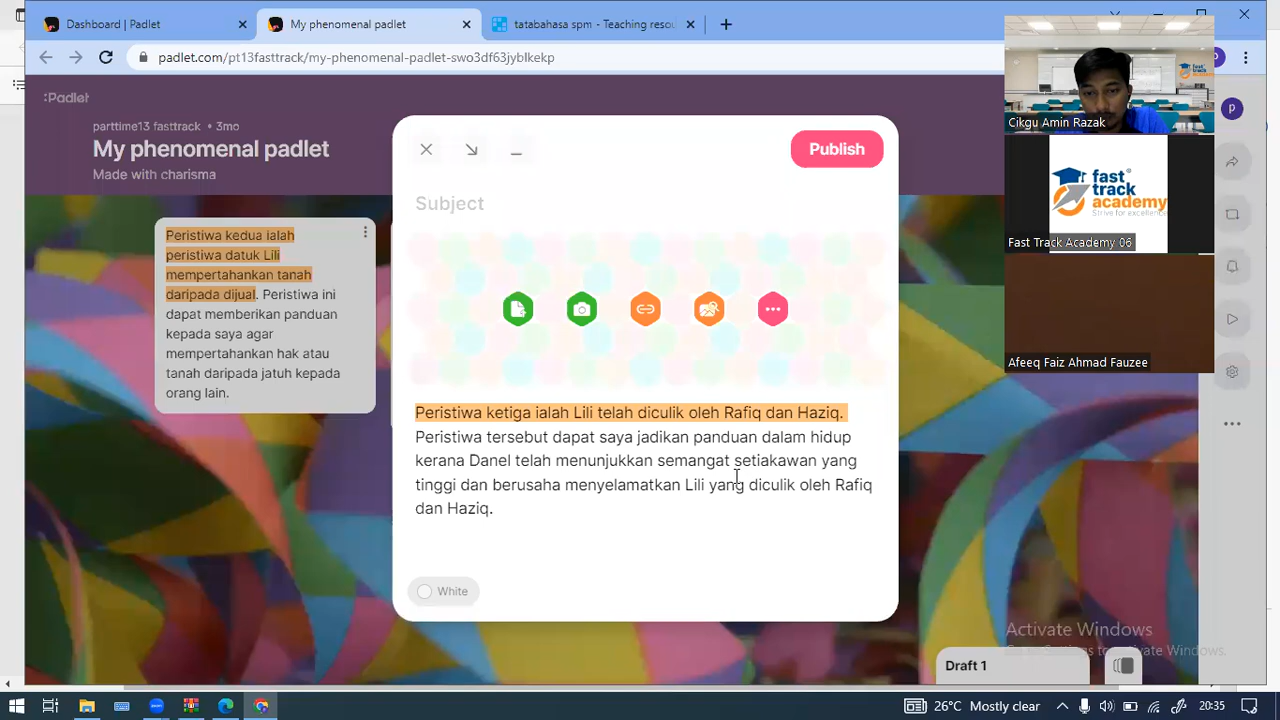 Dashboard | Padlet
My phenomenal padlet
tatabahasa spm - Teaching resou
padlet.com/pt13fasttrack/my-phenomenal-padlet-swo3df63jyblkekp
:Padlet
parttime13 fasttrack • 3mo
My phenomenal padlet
Made with charisma
Peristiwa kedua ialah
peristiwa datuk Lili
mempertahankan tanah
daripada dijual. Peristiwa ini
dapat memberikan panduan
kepada saya agar
mempertahankan hak atau
tanah daripada jatuh kepada
orang lain.
Publish
Subject
Peristiwa ketiga ialah Lili telah diculik oleh Rafiq dan Haziq.
Peristiwa tersebut dapat saya jadikan panduan dalam hidup
kerana Danel telah menunjukkan semangat setiakawan yang
tinggi dan berusaha menyelamatkan Lili yang diculik oleh Rafiq
dan Haziq.
White
Cikgu Amin Razak
fast
track
academy
Strive for excellence
Fast Track Academy 06
Afeeq Faiz Ahmad Fauzee
p
Activate Windows
Go to Settings to activate Windows.
Draft 1
26°C Mostly clear
20:35